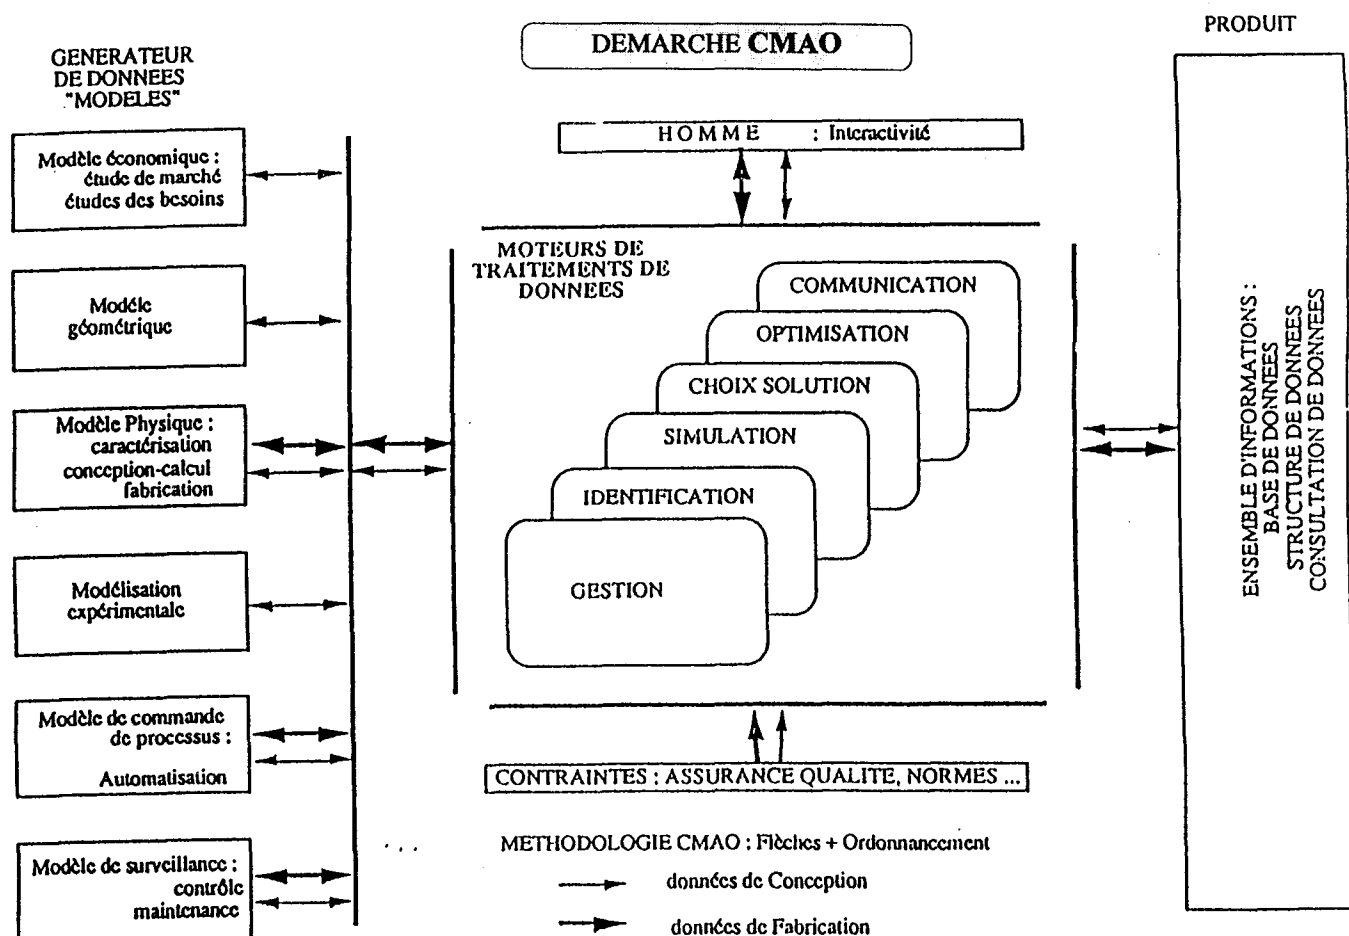 DEMARCHE CMAO
PRODUIT
GENERATEUR
DE DONNEES
"MODELES"
HOMME : Interactivité
Modèle économique :
étude de marché
études des besoins
Modéle
géométrique
Modèle Physique :
caractérisation
conception-calcul
fabrication
Modélisation
expérimentale
Modèle de commande
de processus :
Automatisation
Modèle de surveillance :
contrôle
maintenance
MOTEURS DE
TRAITEMENTS DE
DONNEES
COMMUNICATION
OPTIMISATION
CHOIX SOLUTION
SIMULATION
IDENTIFICATION
GESTION
ENSEMBLE D'INFORMATIONS :
BASE DE DONNEES
STRUCTURE DE DONNEES
CONSULTATION DE DONNEES
CONTRAINTES : ASSURANCE QUALITE, NORMES ...
...
METHODOLOGIE CMAO : Flèches + Ordonnancement
données de Conception
données de Fabrication